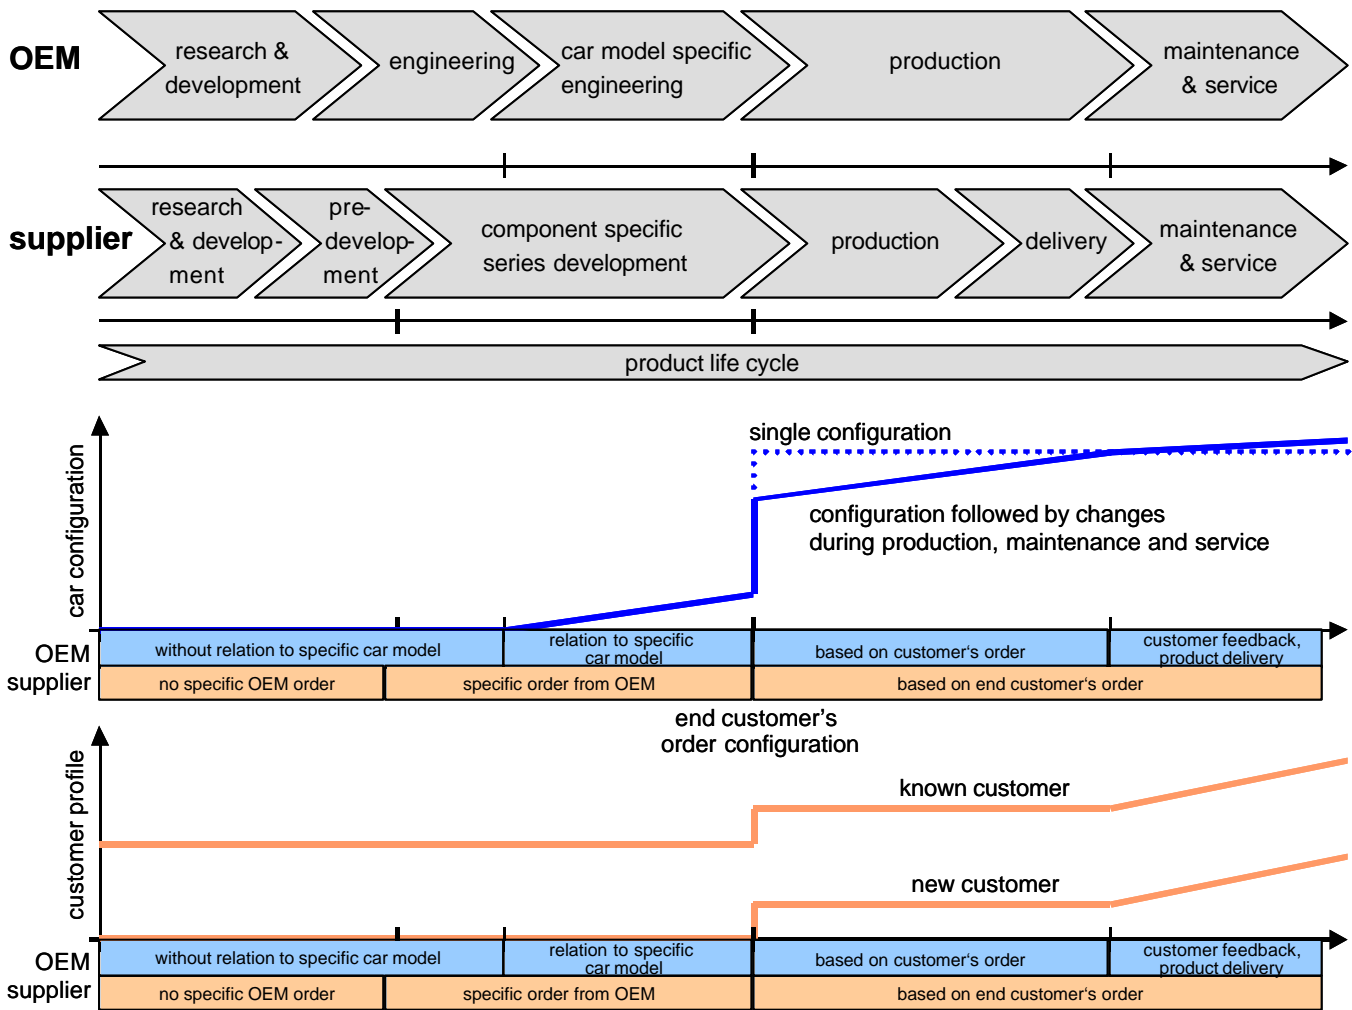 OEM
research &
development
engineering
car model specific
engineering
production
maintenance
& service
supplier
research
& develop-
ment
pre-
develop-
ment
component specific
series development
production
delivery
maintenance
& service
product life cycle
car configuration
single configuration
configuration followed by changes
during production, maintenance and service
OEM
without relation to specific car model
relation to specific
car model
based on customer's order
customer feedback,
product delivery
supplier
no specific OEM order
specific order from OEM
based on end customer's order
end customer's
order configuration
customer profile
known customer
new customer
OEM
without relation to specific car model
relation to specific
car model
based on customer's order
customer feedback,
product delivery
supplier
no specific OEM order
specific order from OEM
based on end customer's order